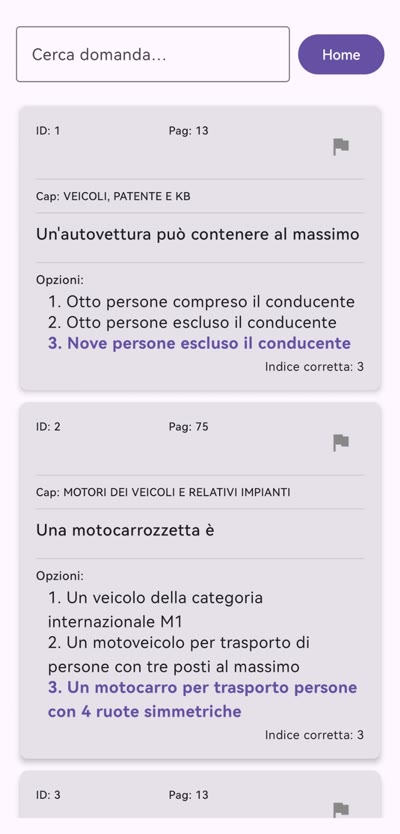 Cerca domanda...
Home
ID: 1
Pag: 13
Cap: VEICOLI, PATENTE E KB
Un'autovettura può contenere al massimo
Opzioni:
1. Otto persone compreso il conducente
2. Otto persone escluso il conducente
3. Nove persone escluso il conducente
Indice corretta: 3
ID: 2
Pag: 75
Cap: MOTORI DEI VEICOLI E RELATIVI IMPIANTI
Una motocarrozzetta è
Opzioni:
1. Un veicolo della categoria
internazionale M1
2. Un motoveicolo per trasporto di
persone con tre posti al massimo
3. Un motocarro per trasporto persone
con 4 ruote simmetriche
Indice corretta: 3
ID: 3
Pag: 13